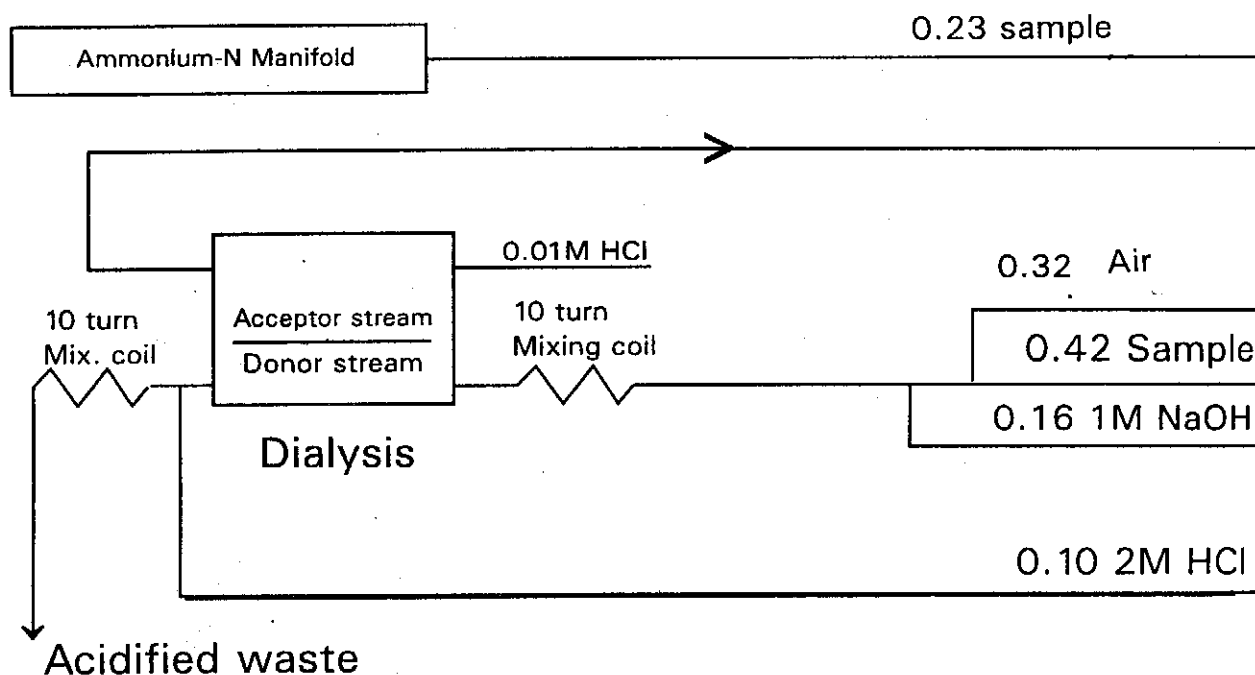 0.23 sample
Ammonium-N Manifold
0.01M HCl
0.32 Air
10 turn
Mix. coil
Acceptor stream
Donor stream
10 turn
Mixing coil
0.42 Sample
0.16 1M NaOH
Dialysis
0.10 2M HCl
Acidified waste